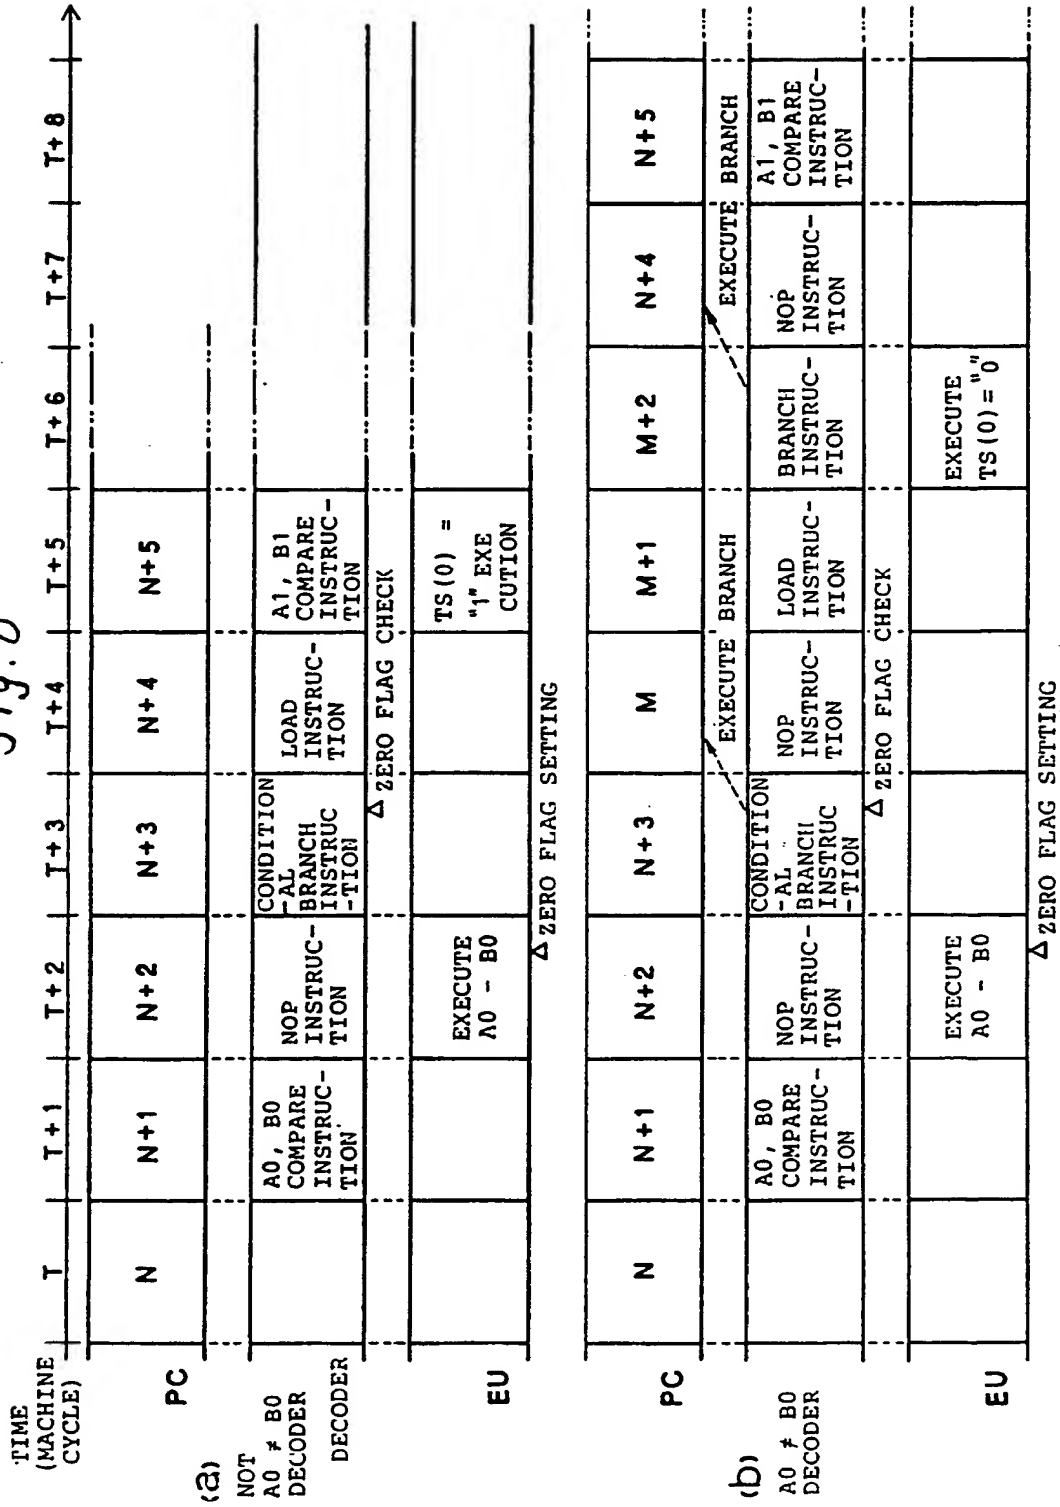 Fig. 8
TIME
(MACHINE
CYCLE)
T
T+1
T+2
T+3
T+4
T+5
T+6
T+7
T+8
(a)
NOT
A0 ≠ B0
DECODER
PC
N
N+1
N+2
N+3
N+4
N+5
DECODER
A0, B0
COMPARE
INSTRUC-
TION
NOP
INSTRUC-
TION
CONDITION
-AL
BRANCH
INSTRUC
-TION
LOAD
INSTRUC-
TION
A1, B1
COMPARE
INSTRUC-
TION
Δ ZERO FLAG CHECK
EU
EXECUTE
A0 - B0
TS(0) =
"1" EXE
CUTION
Δ ZERO FLAG SETTING
(b)
A0 ≠ B0
DECODER
PC
N
N+1
N+2
N+3
M
M+1
M+2
N+4
N+5
EXECUTE BRANCH
EXECUTE BRANCH
A0, B0
COMPARE
INSTRUC-
TION
NOP
INSTRUC-
TION
CONDITION
-AL
BRANCH
INSTRUC
-TION
NOP
INSTRUC-
TION
LOAD
INSTRUC-
TION
BRANCH
INSTRUC-
TION
NOP
INSTRUC-
TION
A1, B1
COMPARE
INSTRUC-
TION
Δ ZERO FLAG CHECK
EU
EXECUTE
A0 - B0
EXECUTE
TS(0)="0"
Δ ZERO FLAG SETTING